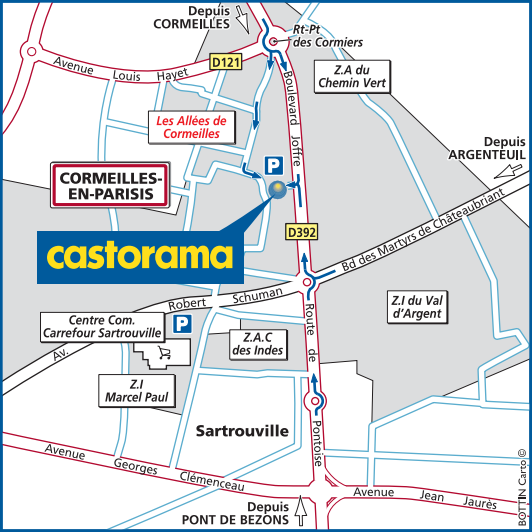 Depuis
CORMEILLES
Rt-Pt
des Cormiers
D121
Avenue Louis Hayet
Boulevard Joffre
Z.A du
Chemin Vert
Les Allées de
Cormeilles
Depuis
ARGENTEUIL
P
CORMEILLES-
EN-PARISIS
castorama
D392
Bd des Martyrs de Châteaubriant
Av. Robert Schuman
Z.I du Val
d'Argent
Centre Com.
Carrefour Sartrouville
P
Z.A.C
des Indes
Route de Pontoise
Z.I
Marcel Paul
Sartrouville
Avenue Georges Clémenceau
Avenue Jean Jaurès
Depuis
PONT DE BEZONS
BOTTIN Carto ©